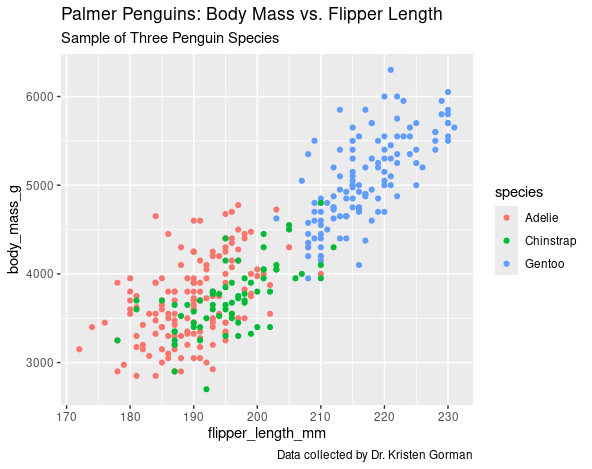 Palmer Penguins: Body Mass vs. Flipper Length
Sample of Three Penguin Species
body_mass_g
6000
5000
4000
3000
170 180 190 200 210 220 230
flipper_length_mm
species
Adelie
Chinstrap
Gentoo
Data collected by Dr. Kristen Gorman